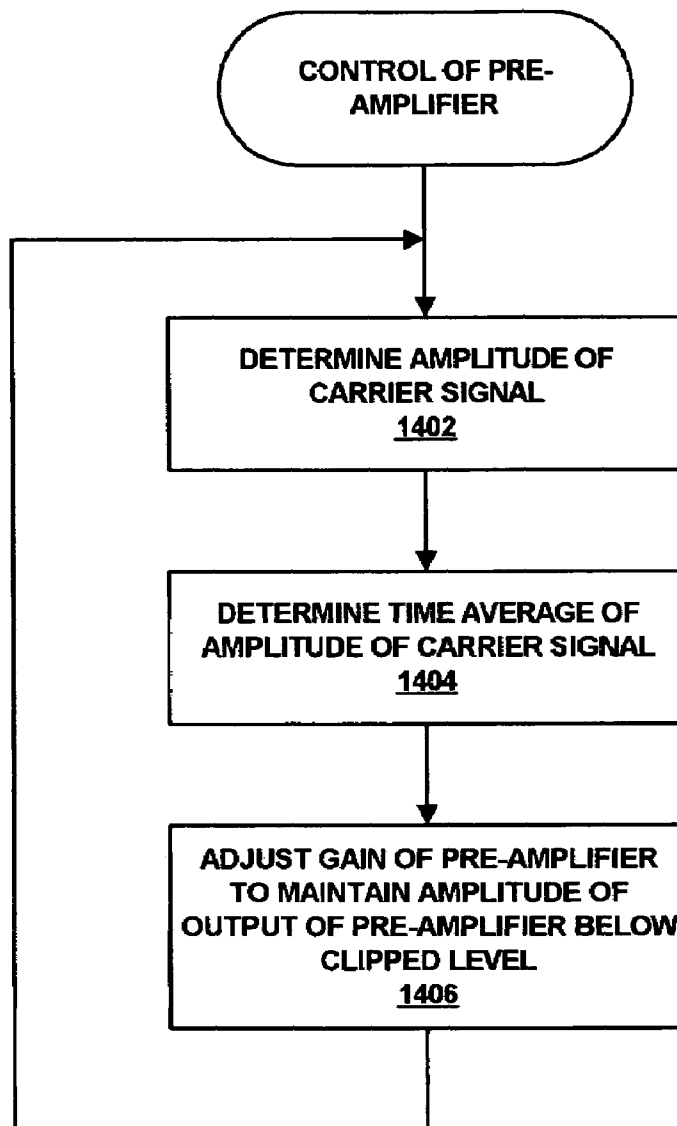 CONTROL OF PRE-
AMPLIFIER
DETERMINE AMPLITUDE OF
CARRIER SIGNAL
1402
DETERMINE TIME AVERAGE OF
AMPLITUDE OF CARRIER SIGNAL
1404
ADJUST GAIN OF PRE-AMPLIFIER
TO MAINTAIN AMPLITUDE OF
OUTPUT OF PRE-AMPLIFIER BELOW
CLIPPED LEVEL
1406